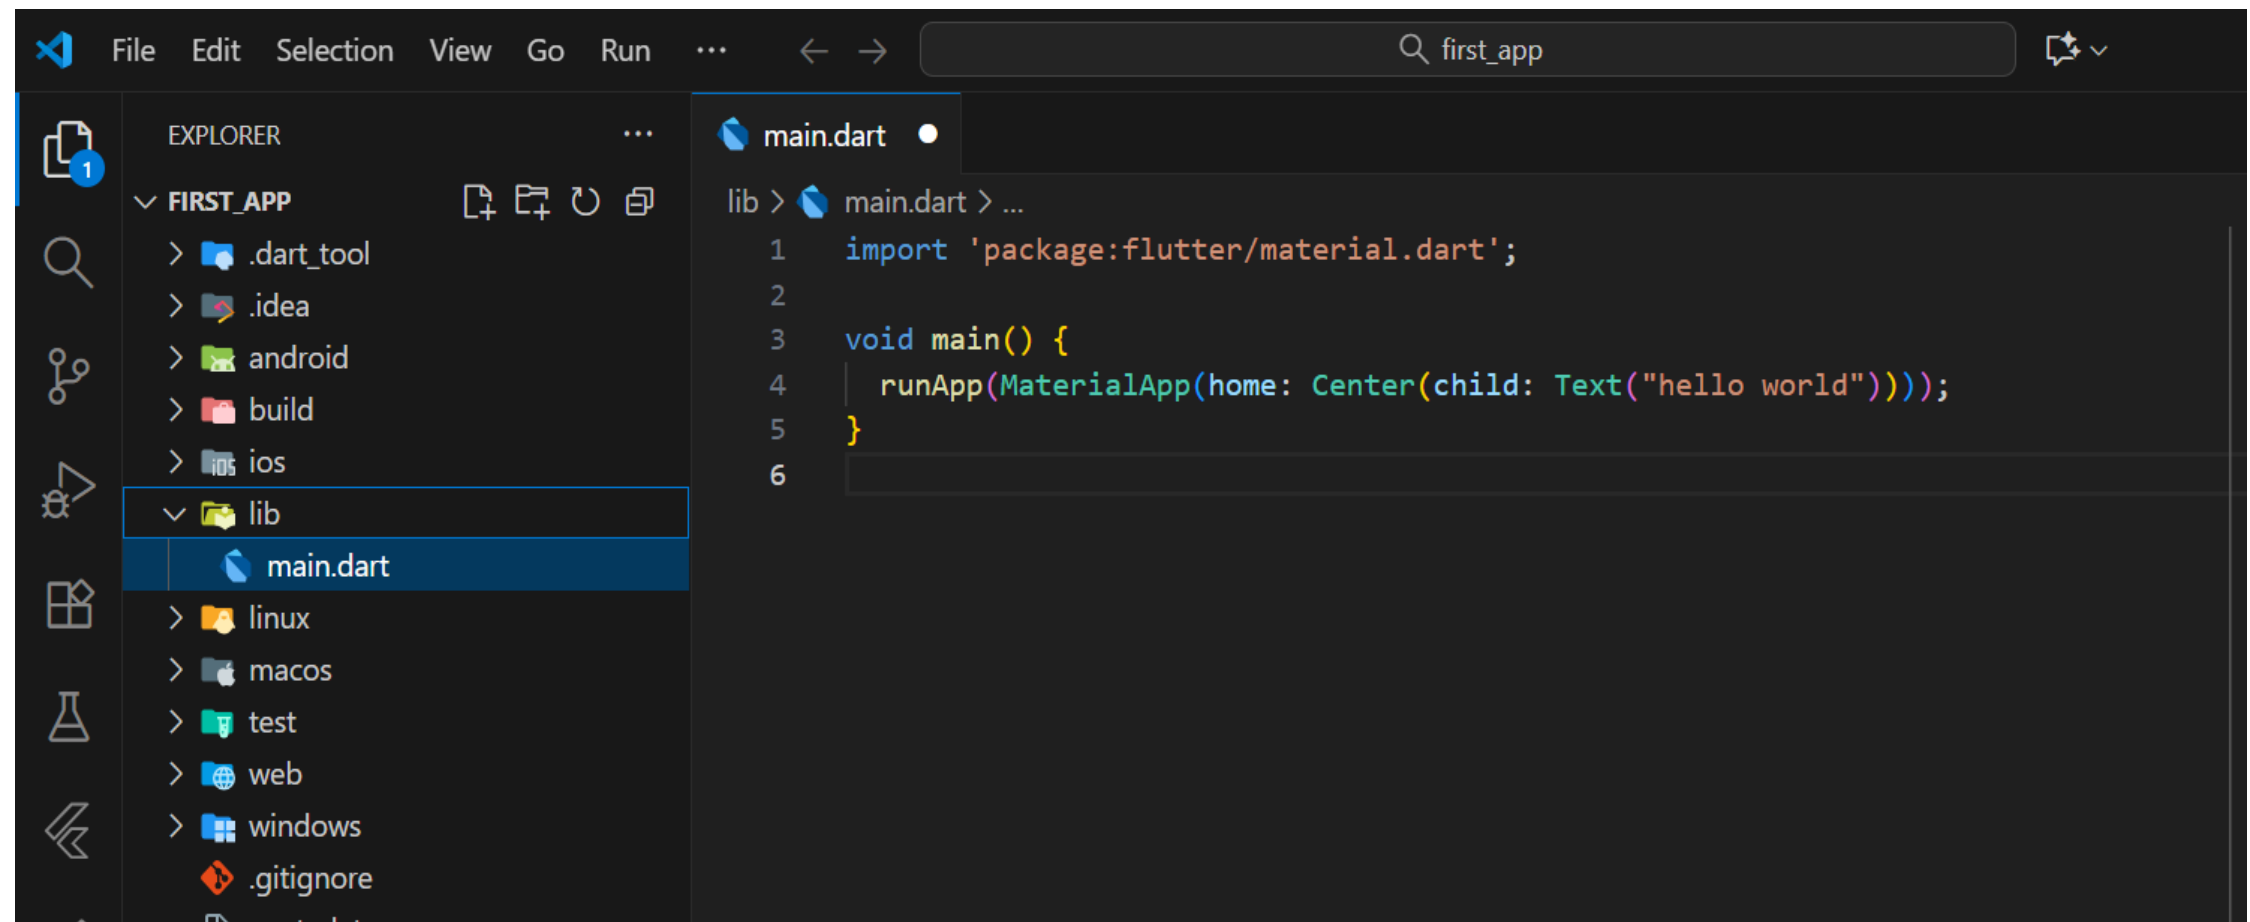 File Edit Selection View Go Run ... first_app
EXPLORER ...
FIRST_APP
.dart_tool
.idea
android
build
ios
lib
main.dart
linux
macos
test
web
windows
.gitignore
1
main.dart
lib > main.dart > ...
1 import 'package:flutter/material.dart';
2
3 void main() {
4 runApp(MaterialApp(home: Center(child: Text("hello world"))));
5 }
6